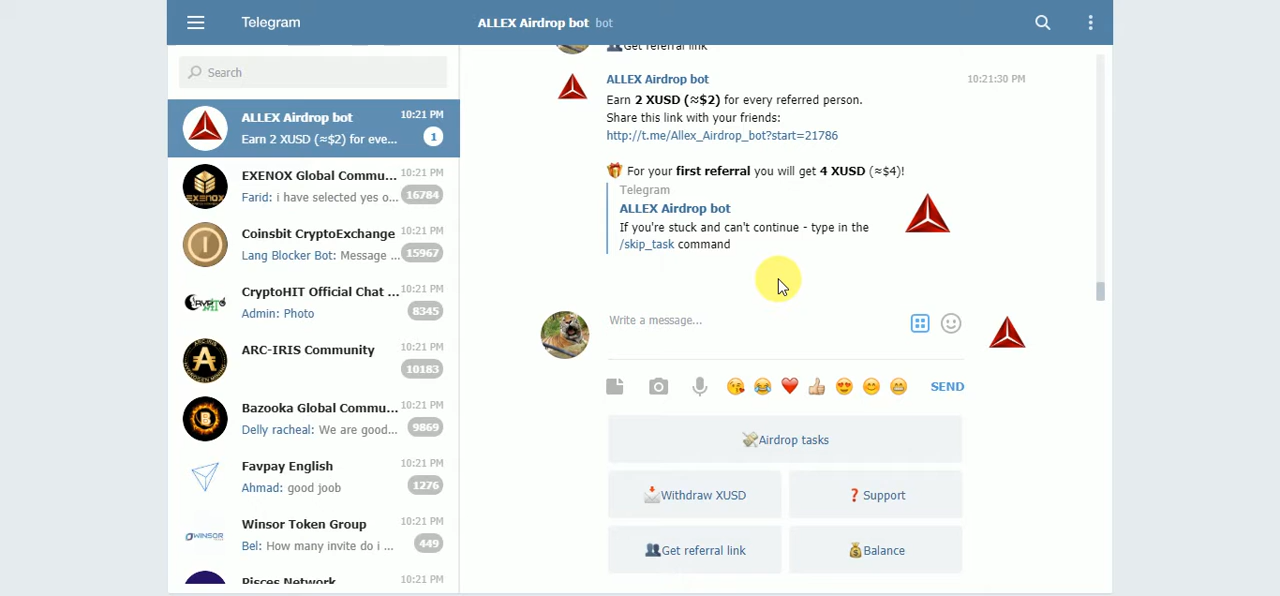 Telegram
ALLEX Airdrop bot bot
Search
ALLEX Airdrop bot 10:21 PM
Earn 2 XUSD (≈$2) for eve... 1
EXENOX Global Commu... 10:21 PM
Farid: i have selected yes o... 16784
Coinsbit CryptoExchange 10:21 PM
Lang Blocker Bot: Message ... 15967
CryptoHIT Official Chat ... 10:21 PM
Admin: Photo 8345
ARC-IRIS Community 10:21 PM
10183
Bazooka Global Commu... 10:21 PM
Delly racheal: We are good... 9869
Favpay English 10:21 PM
Ahmad: good joob 1276
Winsor Token Group 10:21 PM
Bel: How many invite do i ... 449
Pisces Network 10:21 PM
Get referral link
ALLEX Airdrop bot 10:21:30 PM
Earn 2 XUSD (≈$2) for every referred person.
Share this link with your friends:
http://t.me/Allex_Airdrop_bot?start=21786
🎁 For your first referral you will get 4 XUSD (≈$4)!
Telegram
ALLEX Airdrop bot
If you're stuck and can't continue - type in the
/skip_task command
Write a message...
SEND
Airdrop tasks
Withdraw XUSD
❓ Support
Get referral link
Balance